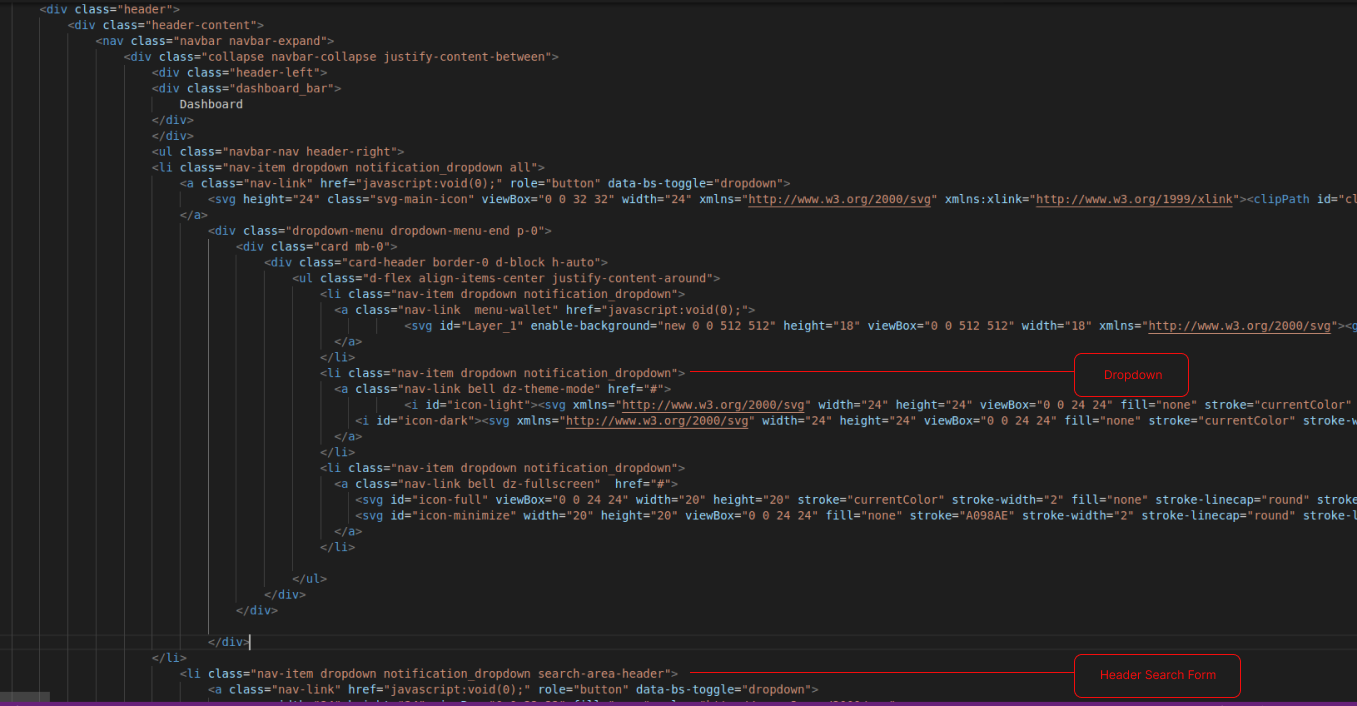 <div class="header">
<div class="header-content">
<nav class="navbar navbar-expand">
<div class="collapse navbar-collapse justify-content-between">
<div class="header-left">
<div class="dashboard_bar">
Dashboard
</div>
</div>
<ul class="navbar-nav header-right">
<li class="nav-item dropdown notification_dropdown all">
<a class="nav-link" href="javascript:void(0);" role="button" data-bs-toggle="dropdown">
<svg height="24" class="svg-main-icon" viewBox="0 0 32 32" width="24" xmlns="http://www.w3.org/2000/svg" xmlns:xlink="http://www.w3.org/1999/xlink"><clipPath id="cl
</a>
<div class="dropdown-menu dropdown-menu-end p-0">
<div class="card mb-0">
<div class="card-header border-0 d-block h-auto">
<ul class="d-flex align-items-center justify-content-around">
<li class="nav-item dropdown notification_dropdown">
<a class="nav-link  menu-wallet" href="javascript:void(0);">
<svg id="Layer_1" enable-background="new 0 0 512 512" height="18" viewBox="0 0 512 512" width="18" xmlns="http://www.w3.org/2000/svg"><g
</a>
</li>
<li class="nav-item dropdown notification_dropdown">
Dropdown
<a class="nav-link bell dz-theme-mode" href="#">
<i id="icon-light"><svg xmlns="http://www.w3.org/2000/svg" width="24" height="24" viewBox="0 0 24 24" fill="none" stroke="currentColor"
<i id="icon-dark"><svg xmlns="http://www.w3.org/2000/svg" width="24" height="24" viewBox="0 0 24 24" fill="none" stroke="currentColor" stroke-w
</a>
</li>
<li class="nav-item dropdown notification_dropdown">
<a class="nav-link bell dz-fullscreen"  href="#">
<svg id="icon-full" viewBox="0 0 24 24" width="20" height="20" stroke="currentColor" stroke-width="2" fill="none" stroke-linecap="round" stroke
<svg id="icon-minimize" width="20" height="20" viewBox="0 0 24 24" fill="none" stroke="A098AE" stroke-width="2" stroke-linecap="round" stroke-l
</a>
</li>
</ul>
</div>
</div>
</div>
</li>
<li class="nav-item dropdown notification_dropdown search-area-header">
Header Search Form
<a class="nav-link" href="javascript:void(0);" role="button" data-bs-toggle="dropdown">